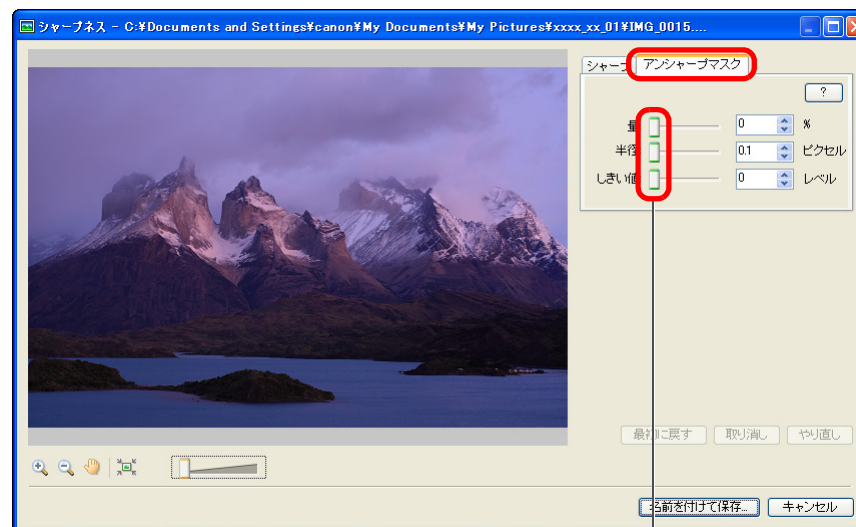 シャープネス - C:¥Documents and Settings¥canon¥My Documents¥My Pictures¥xxxx_xx_01¥IMG_0015....
シャープ アンシャープマスク
?
量 0 %
半径 0.1 ピクセル
しきい値 0 レベル
最初に戻す 取り消し やり直し
名前を付けて保存... キャンセル